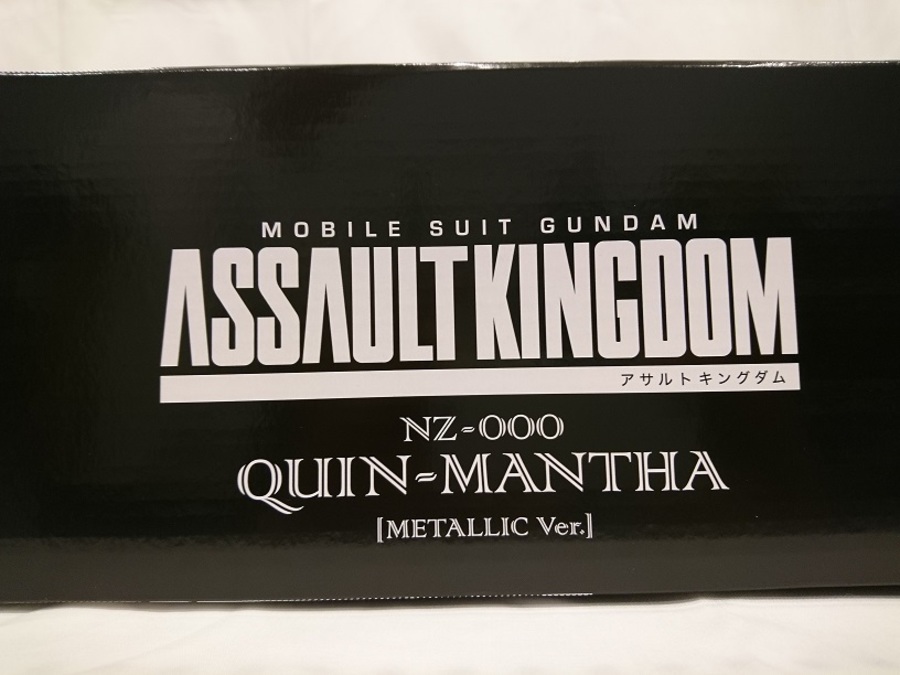 MOBILE SUIT GUNDAM
ASSAULT KINGDOM
アサルトキングダム
NZ-000
QUIN-MANTHA
[METALLIC Ver.]